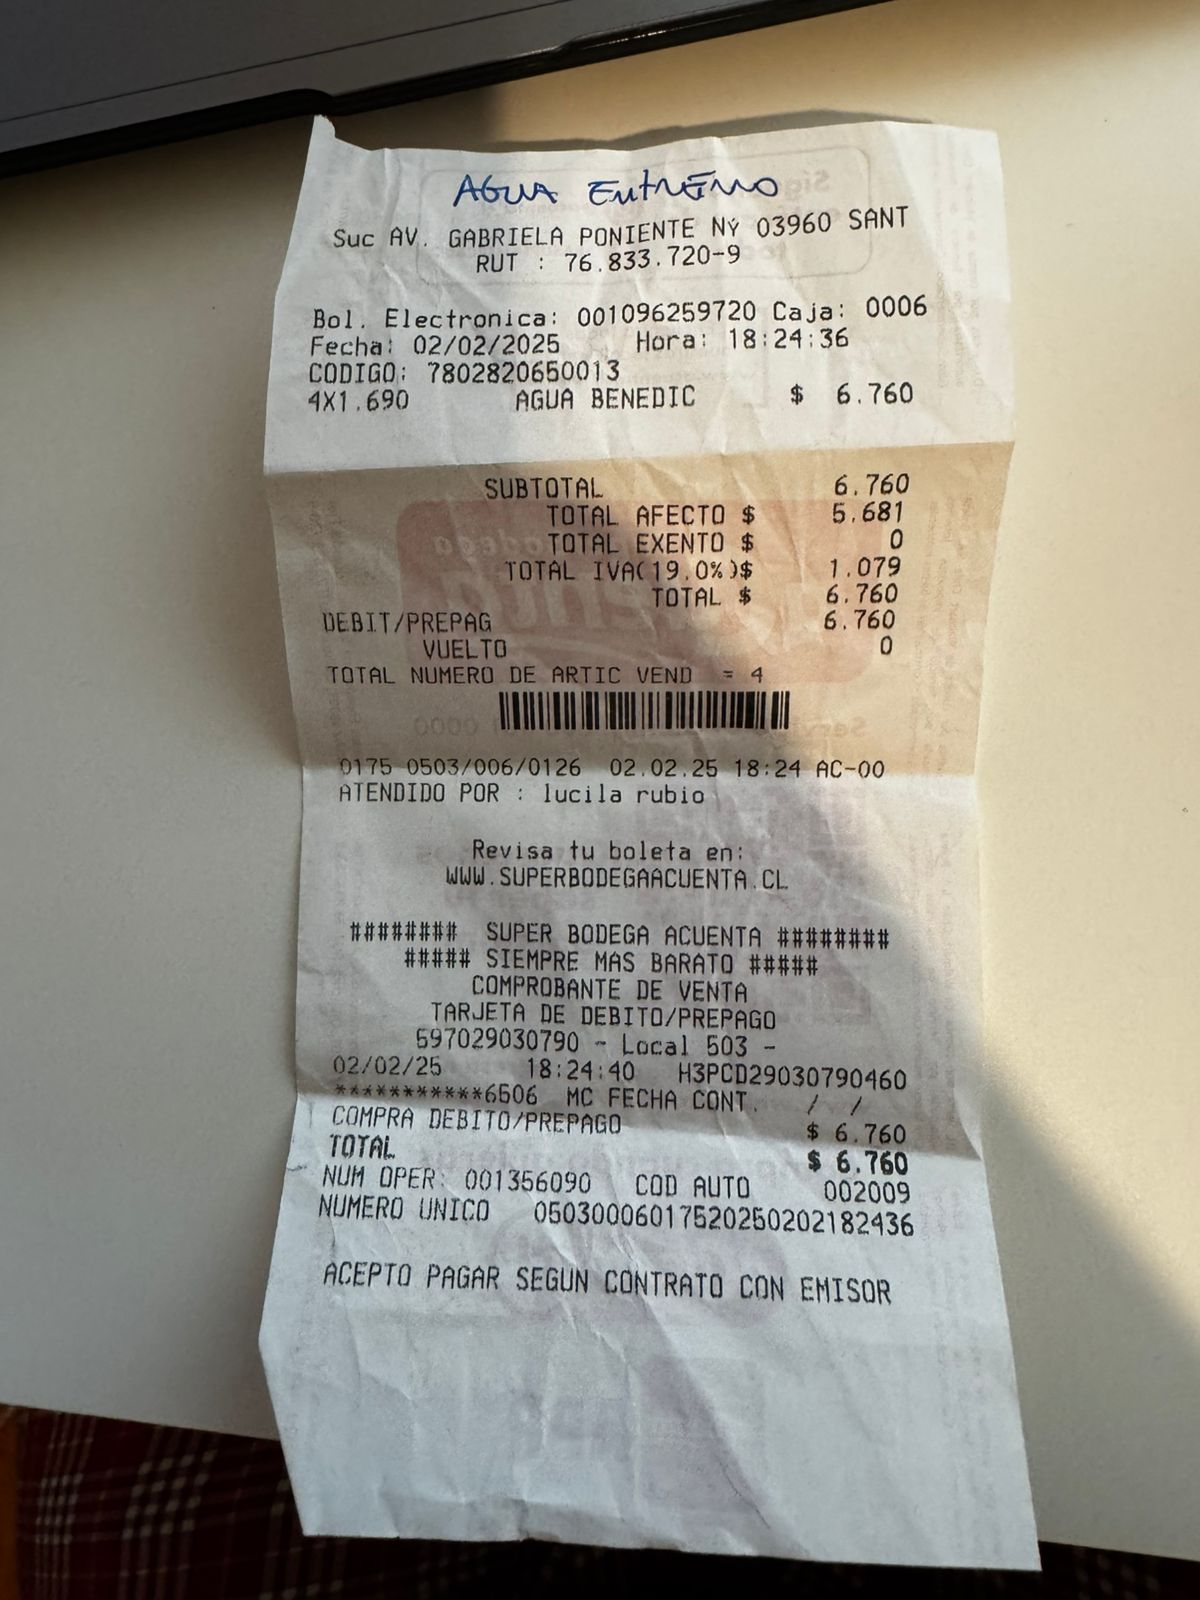 AGUA ENTRENO
Suc AV. GABRIELA PONIENTE Ný 03960 SANT
RUT : 76.833.720-9
Bol. Electronica: 001096259720 Caja: 0006
Fecha: 02/02/2025 Hora: 18:24:36
CODIGO: 7802820650013
4X1.690 AGUA BENEDIC $ 6.760
SUBTOTAL 6.760
TOTAL AFECTO $ 5.681
TOTAL EXENTO $ 0
TOTAL IVA(19.0%)$ 1.079
TOTAL $ 6.760
DEBIT/PREPAG 6.760
VUELTO 0
TOTAL NUMERO DE ARTIC VEND = 4
0175 0503/006/0126 02.02.25 18:24 AC-00
ATENDIDO POR : lucila rubio
Revisa tu boleta en:
WWW.SUPERBODEGAACUENTA.CL
######## SUPER BODEGA ACUENTA ########
##### SIEMPRE MAS BARATO #####
COMPROBANTE DE VENTA
TARJETA DE DEBITO/PREPAGO
597029030790 - Local 503 -
02/02/25 18:24:40 H3PCD29030790460
***********6506 MC FECHA CONT. / /
COMPRA DEBITO/PREPAGO $ 6.760
TOTAL $ 6.760
NUM OPER: 001356090 COD AUTO 002009
NUMERO UNICO 05030006017520250202182436
ACEPTO PAGAR SEGUN CONTRATO CON EMISOR